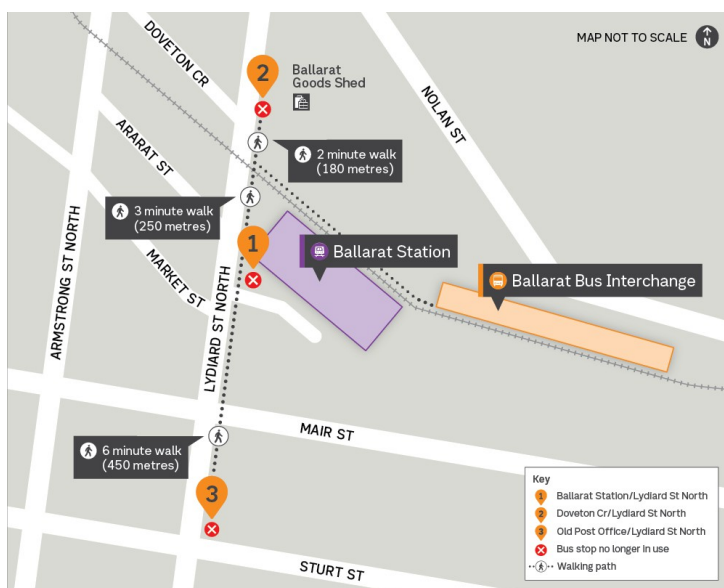 MAP NOT TO SCALE
N
DOVETON CR
2
Ballarat
Goods Shed
NOLAN ST
ARARAT ST
2 minute walk
(180 metres)
3 minute walk
(250 metres)
1
Ballarat Station
MARKET ST
Ballarat Bus Interchange
ARMSTRONG ST NORTH
LYDIARD ST NORTH
MAIR ST
6 minute walk
(450 metres)
3
STURT ST
Key
1 Ballarat Station/Lydiard St North
2 Doveton Cr/Lydiard St North
3 Old Post Office/Lydiard St North
Bus stop no longer in use
Walking path